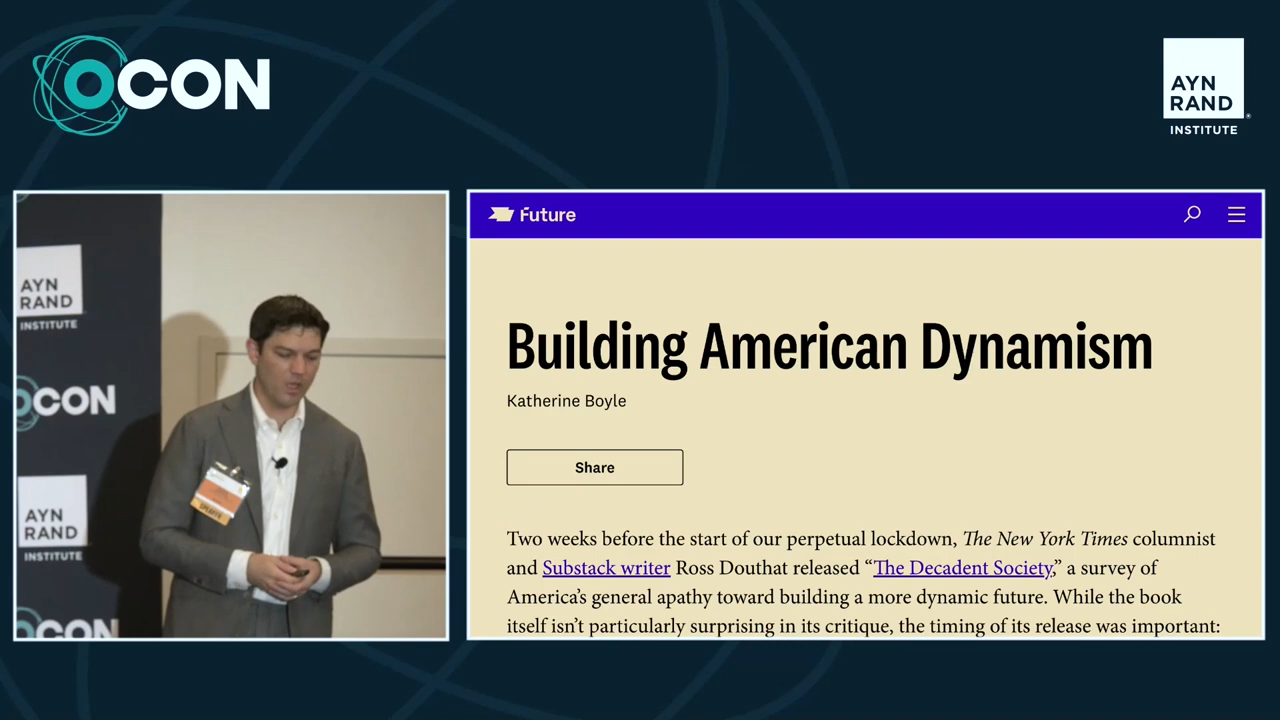 OCON
AYN
RAND
INSTITUTE
AYN
RAND
INSTITUTE
OCON
AYN
RAND
INSTITUTE
OCON
SPEAKER
Future
Building American Dynamism
Katherine Boyle
Share
Two weeks before the start of our perpetual lockdown, The New York Times columnist
and Substack writer Ross Douthat released “The Decadent Society,” a survey of
America’s general apathy toward building a more dynamic future. While the book
itself isn’t particularly surprising in its critique, the timing of its release was important: